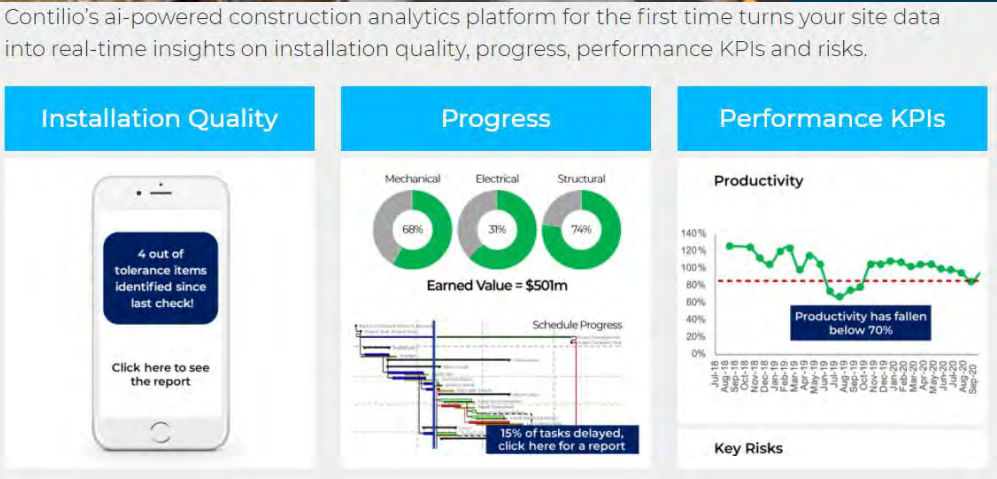 Contilio's ai-powered construction analytics platform for the first time turns your site data
into real-time insights on installation quality, progress, performance KPIs and risks.
Installation Quality
4 out of
tolerance items
identified since
last check!
Click here to see
the report
Progress
Mechanical Electrical Structural
68% 31% 74%
Earned Value = $501m
Schedule Progress
15% of tasks delayed,
click here for a report
Performance KPIs
Productivity
140%
120%
100%
80%
60%
40%
20%
0%
Productivity has fallen
below 70%
Jul-18
Aug-18
Sep-18
Oct-18
Nov-18
Dec-18
Jan-19
Feb-19
Mar-19
Apr-19
May-19
Jun-19
Jul-19
Aug-19
Sep-19
Oct-19
Nov-19
Dec-19
Jan-20
Feb-20
Mar-20
Apr-20
May-20
Jun-20
Jul-20
Aug-20
Sep-20
Key Risks